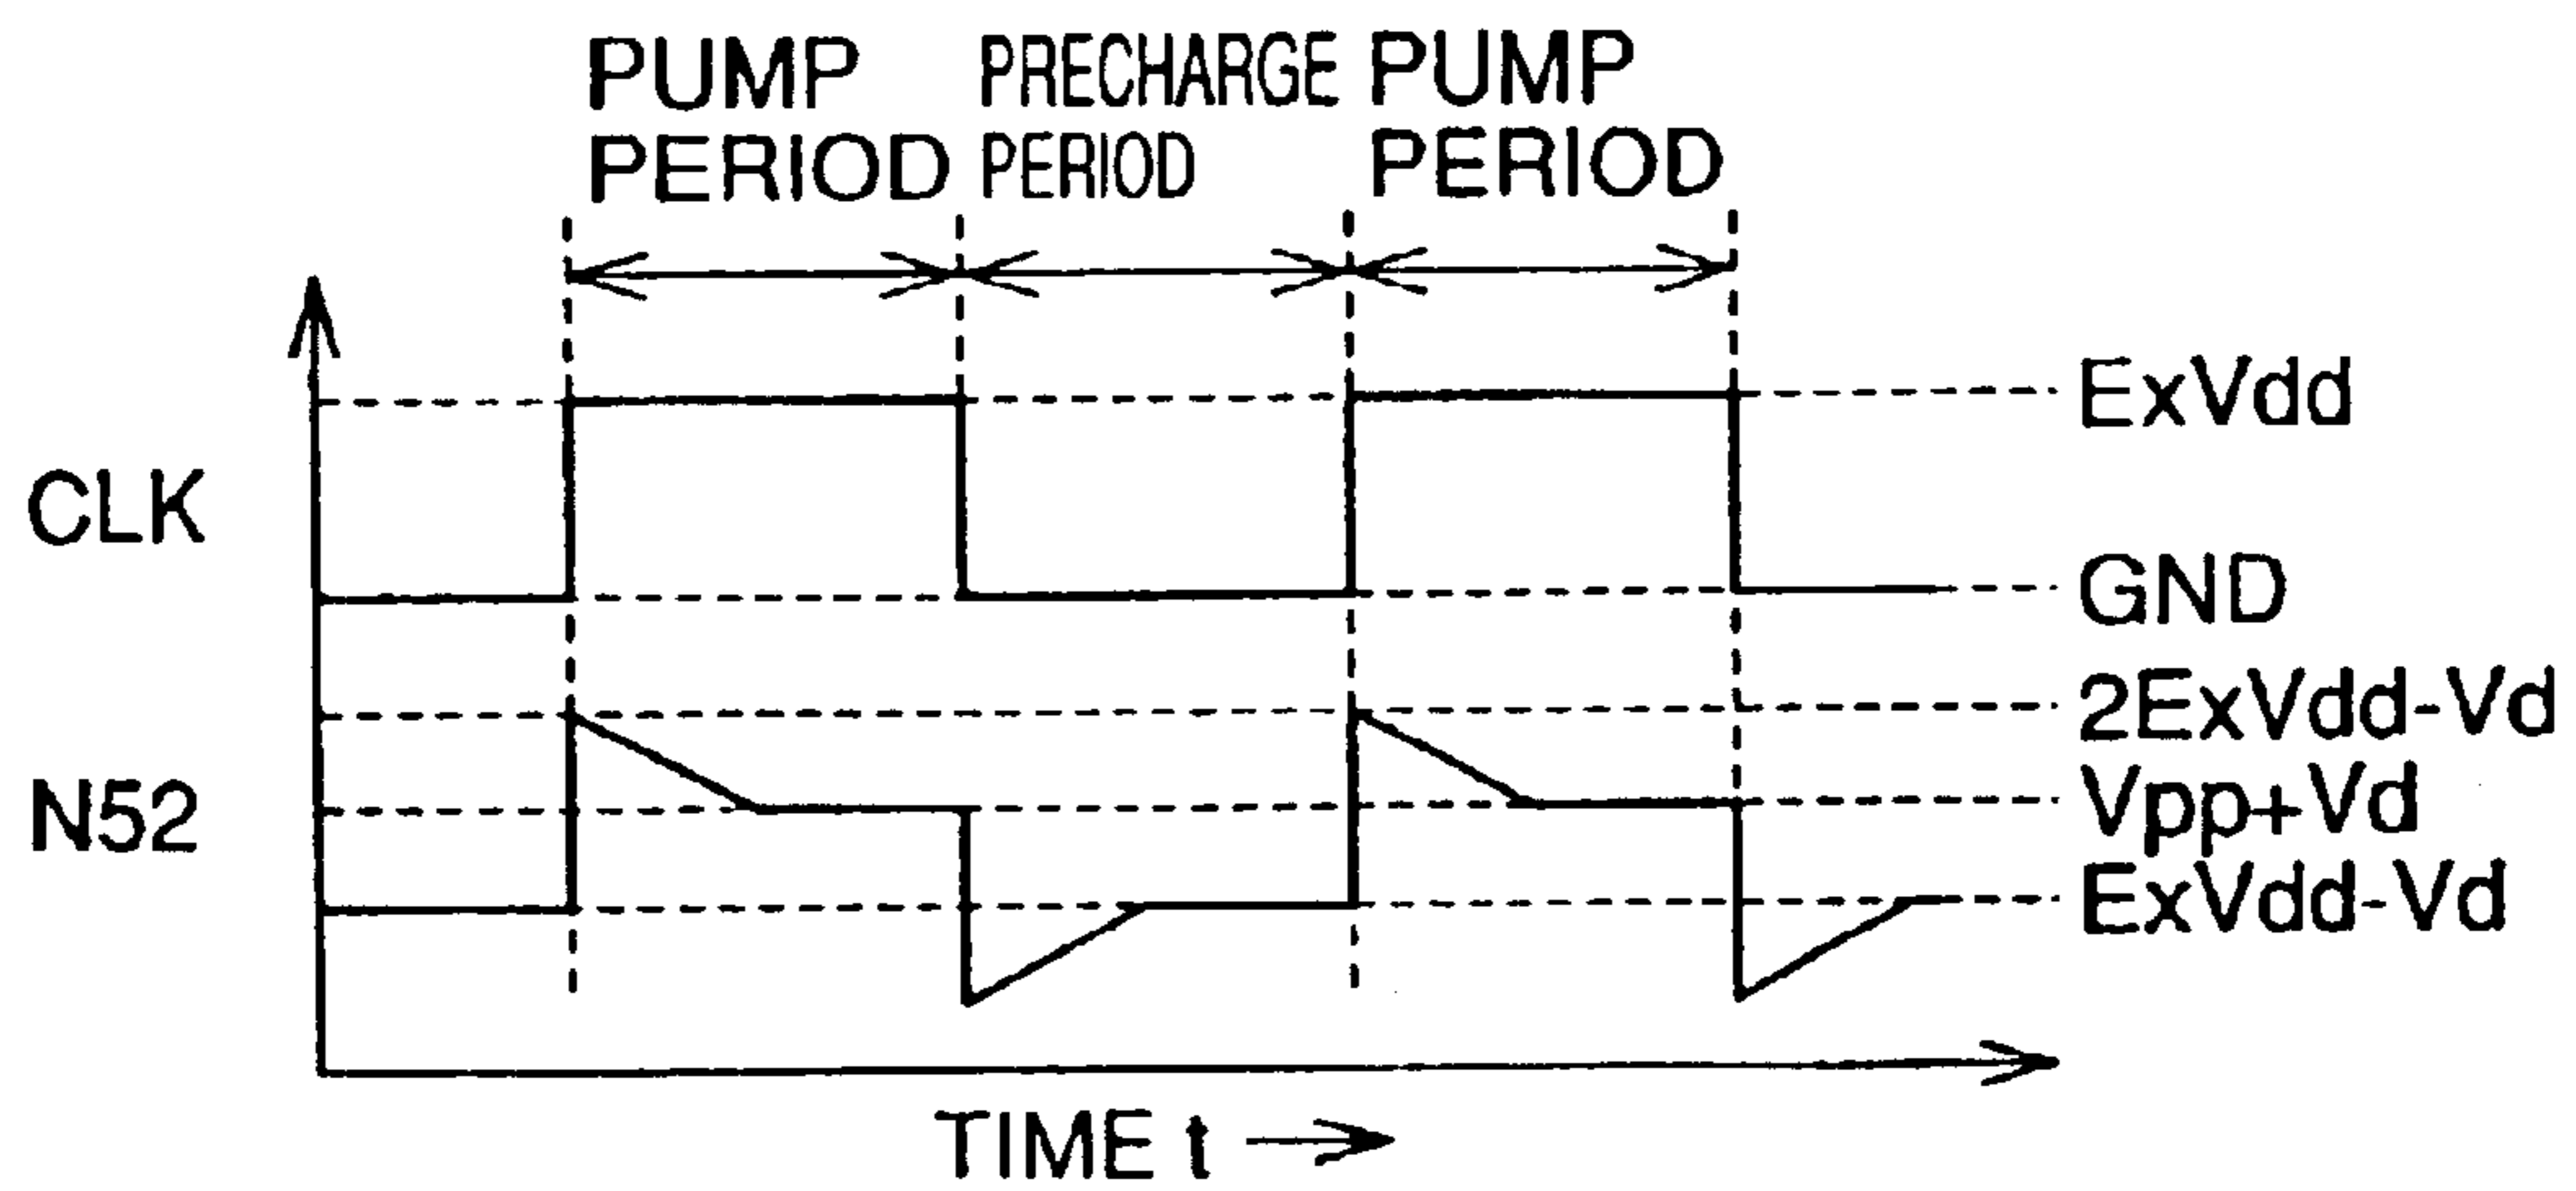 PUMP PERIOD
PRECHARGE PERIOD
PUMP PERIOD
ExVdd
CLK
GND
2ExVdd-Vd
N52
Vpp+Vd
ExVdd-Vd
TIME t